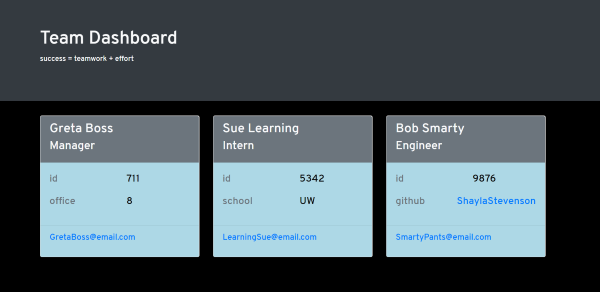 Team Dashboard
success = teamwork + effort
Greta Boss
Manager
id 711
office 8
GretaBoss@email.com
Sue Learning
Intern
id 5342
school UW
LearningSue@email.com
Bob Smarty
Engineer
id 9876
github ShaylaStevenson
SmartyPants@email.com